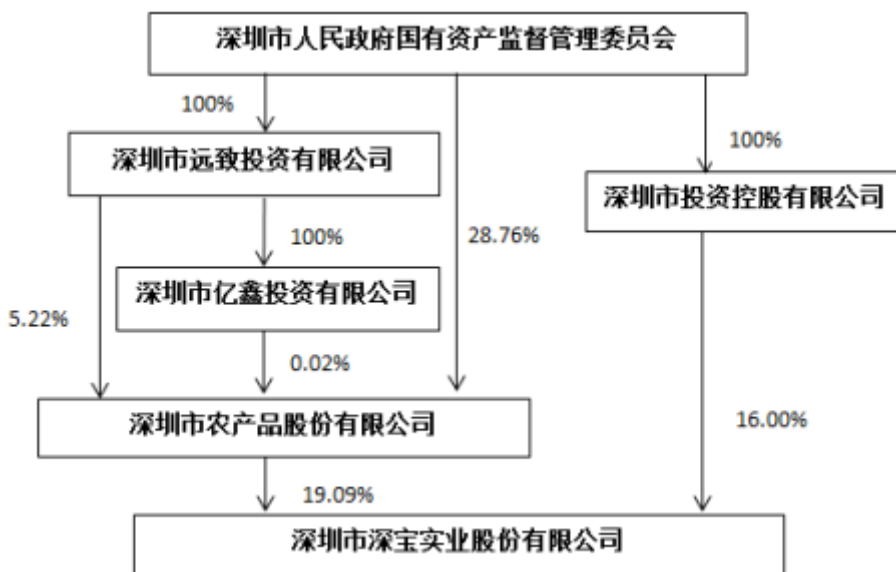 深圳市人民政府国有资产监督管理委员会
100%
深圳市远致投资有限公司
100%
深圳市投资控股有限公司
100%
28.76%
深圳市亿鑫投资有限公司
5.22%
0.02%
深圳市农产品股份有限公司
16.00%
19.09%
深圳市深宝实业股份有限公司